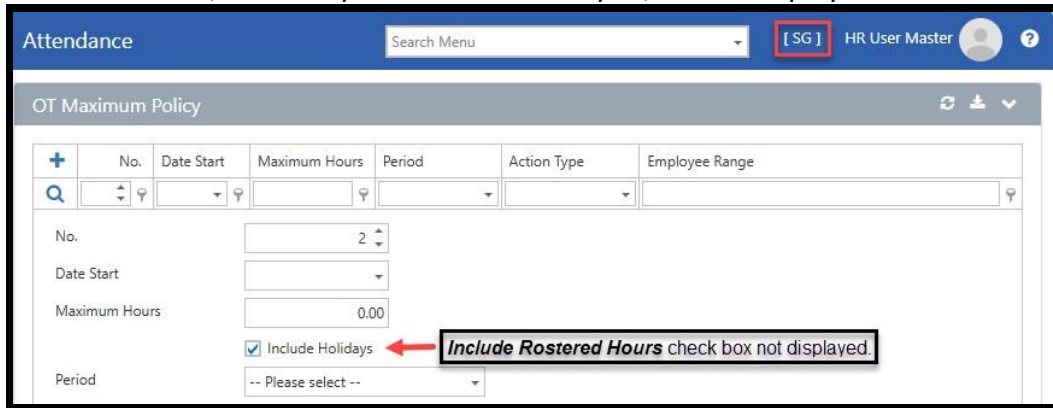 Attendance
Search Menu
[ SG ]
HR User Master
?
OT Maximum Policy
No. Date Start Maximum Hours Period Action Type Employee Range
No.
2
Date Start
Maximum Hours
0.00
Include Holidays
Include Rostered Hours check box not displayed.
Period
-- Please select --